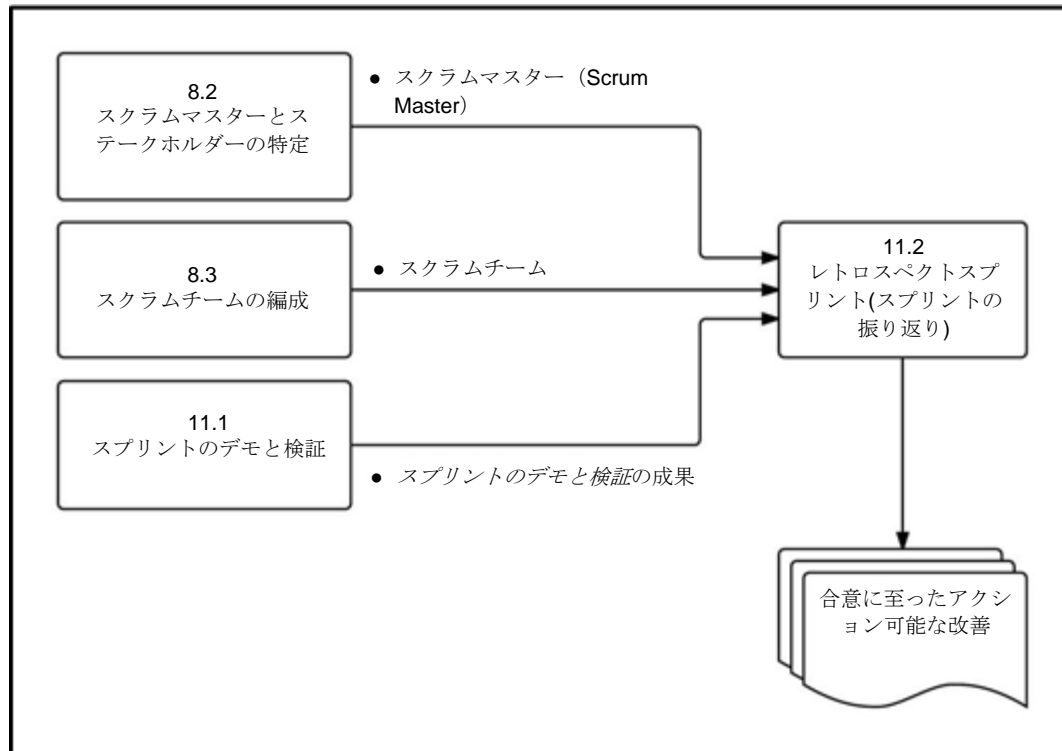 8.2
スクラムマスターとス
テークホルダーの特定
● スクラムマスター（Scrum
Master）
8.3
スクラムチームの編成
● スクラムチーム
11.1
スプリントのデモと検証
● スプリントのデモと検証の成果
11.2
レトロスペクトスプ
リント(スプリントの
振り返り)
合意に至ったアクシ
ョン可能な改善